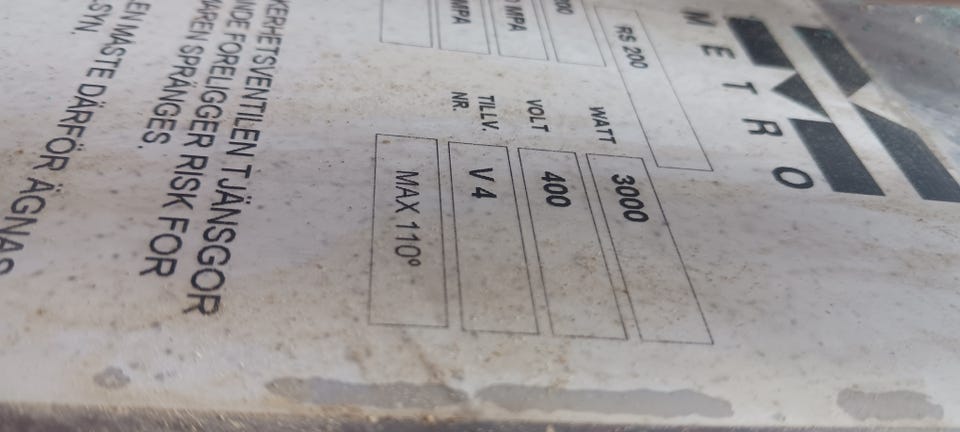 METRO
RS 200
000 WATT 3000
MPA VOLT 400
MPA TILLV. NR. V 4
MAX 110°
KERHETSVENTILEN TJÄNSGOR
NDE FORELIGGER RISK FOR
AREN SPRÄNGES.
EN MÅSTE DÄRFÖR ÄGNAS
SYN.